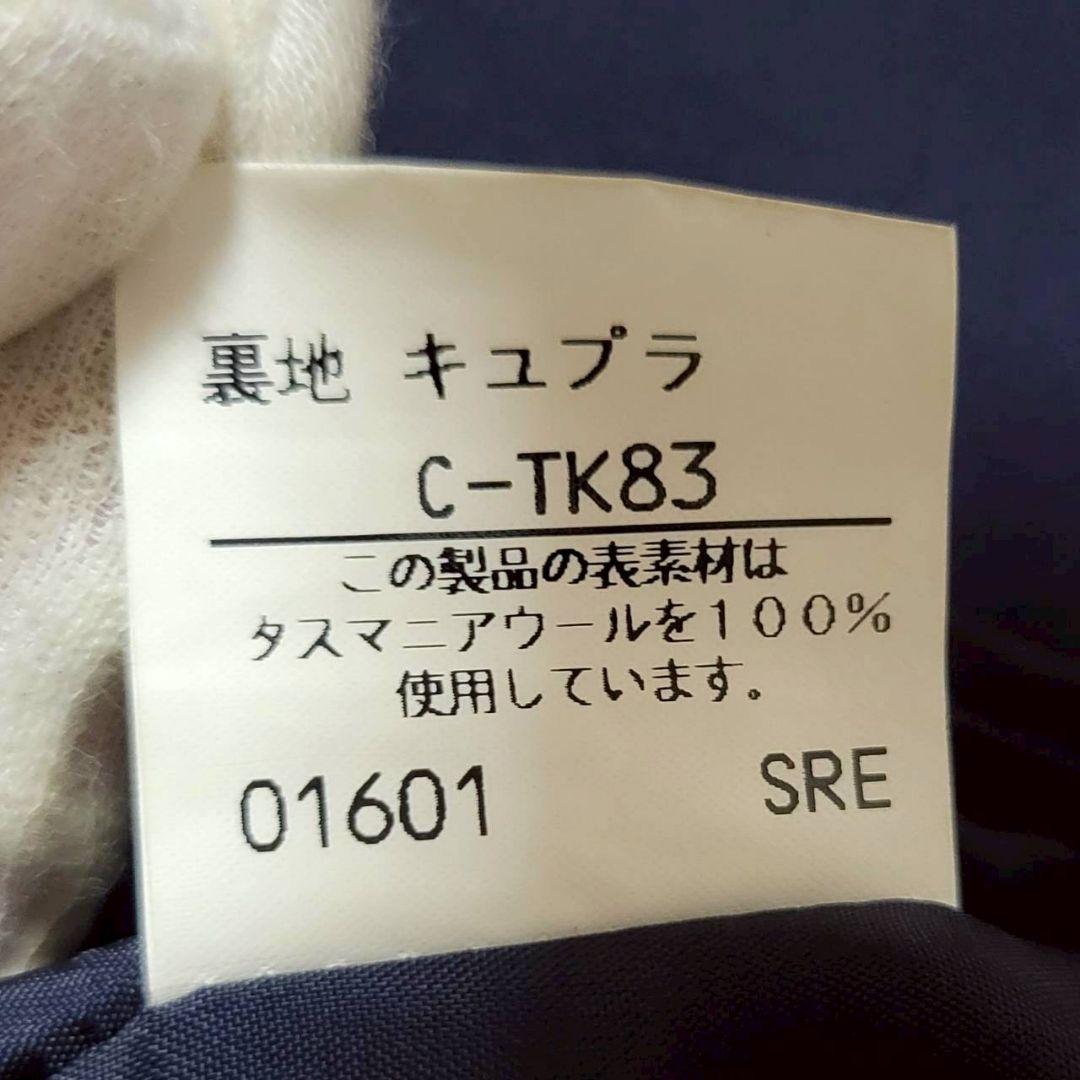 裏地 キュプラ
C-TK83
この製品の表素材は
タスマニアウールを100%
使用しています。
01601 SRE